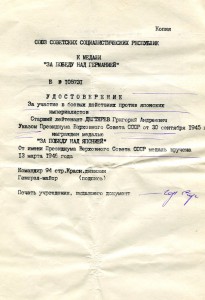 Копия
СОЮЗ СОВЕТСКИХ СОЦИАЛИСТИЧЕСКИХ РЕСПУБЛИК
К МЕДАЛИ
"ЗА ПОБЕДУ НАД ГЕРМАНИЕЙ"
УДОСТОВЕРЕНИЕ
За участие в боевых действиях против японских
империалистов
Старший лейтенант Григорий Андреевич
Указом Президиума Верховного Совета СССР от 30 сентября 1945 г
награжден медалью
"ЗА ПОБЕДУ НАД ЯПОНИЕЙ"
От имени Президиума Верховного Совета СССР медаль вручена
13 марта 1946 года
Командир 94 стр.Красн.дивизии
Генерал-майор (подпись)
Печать учреждения, выдавшего документ